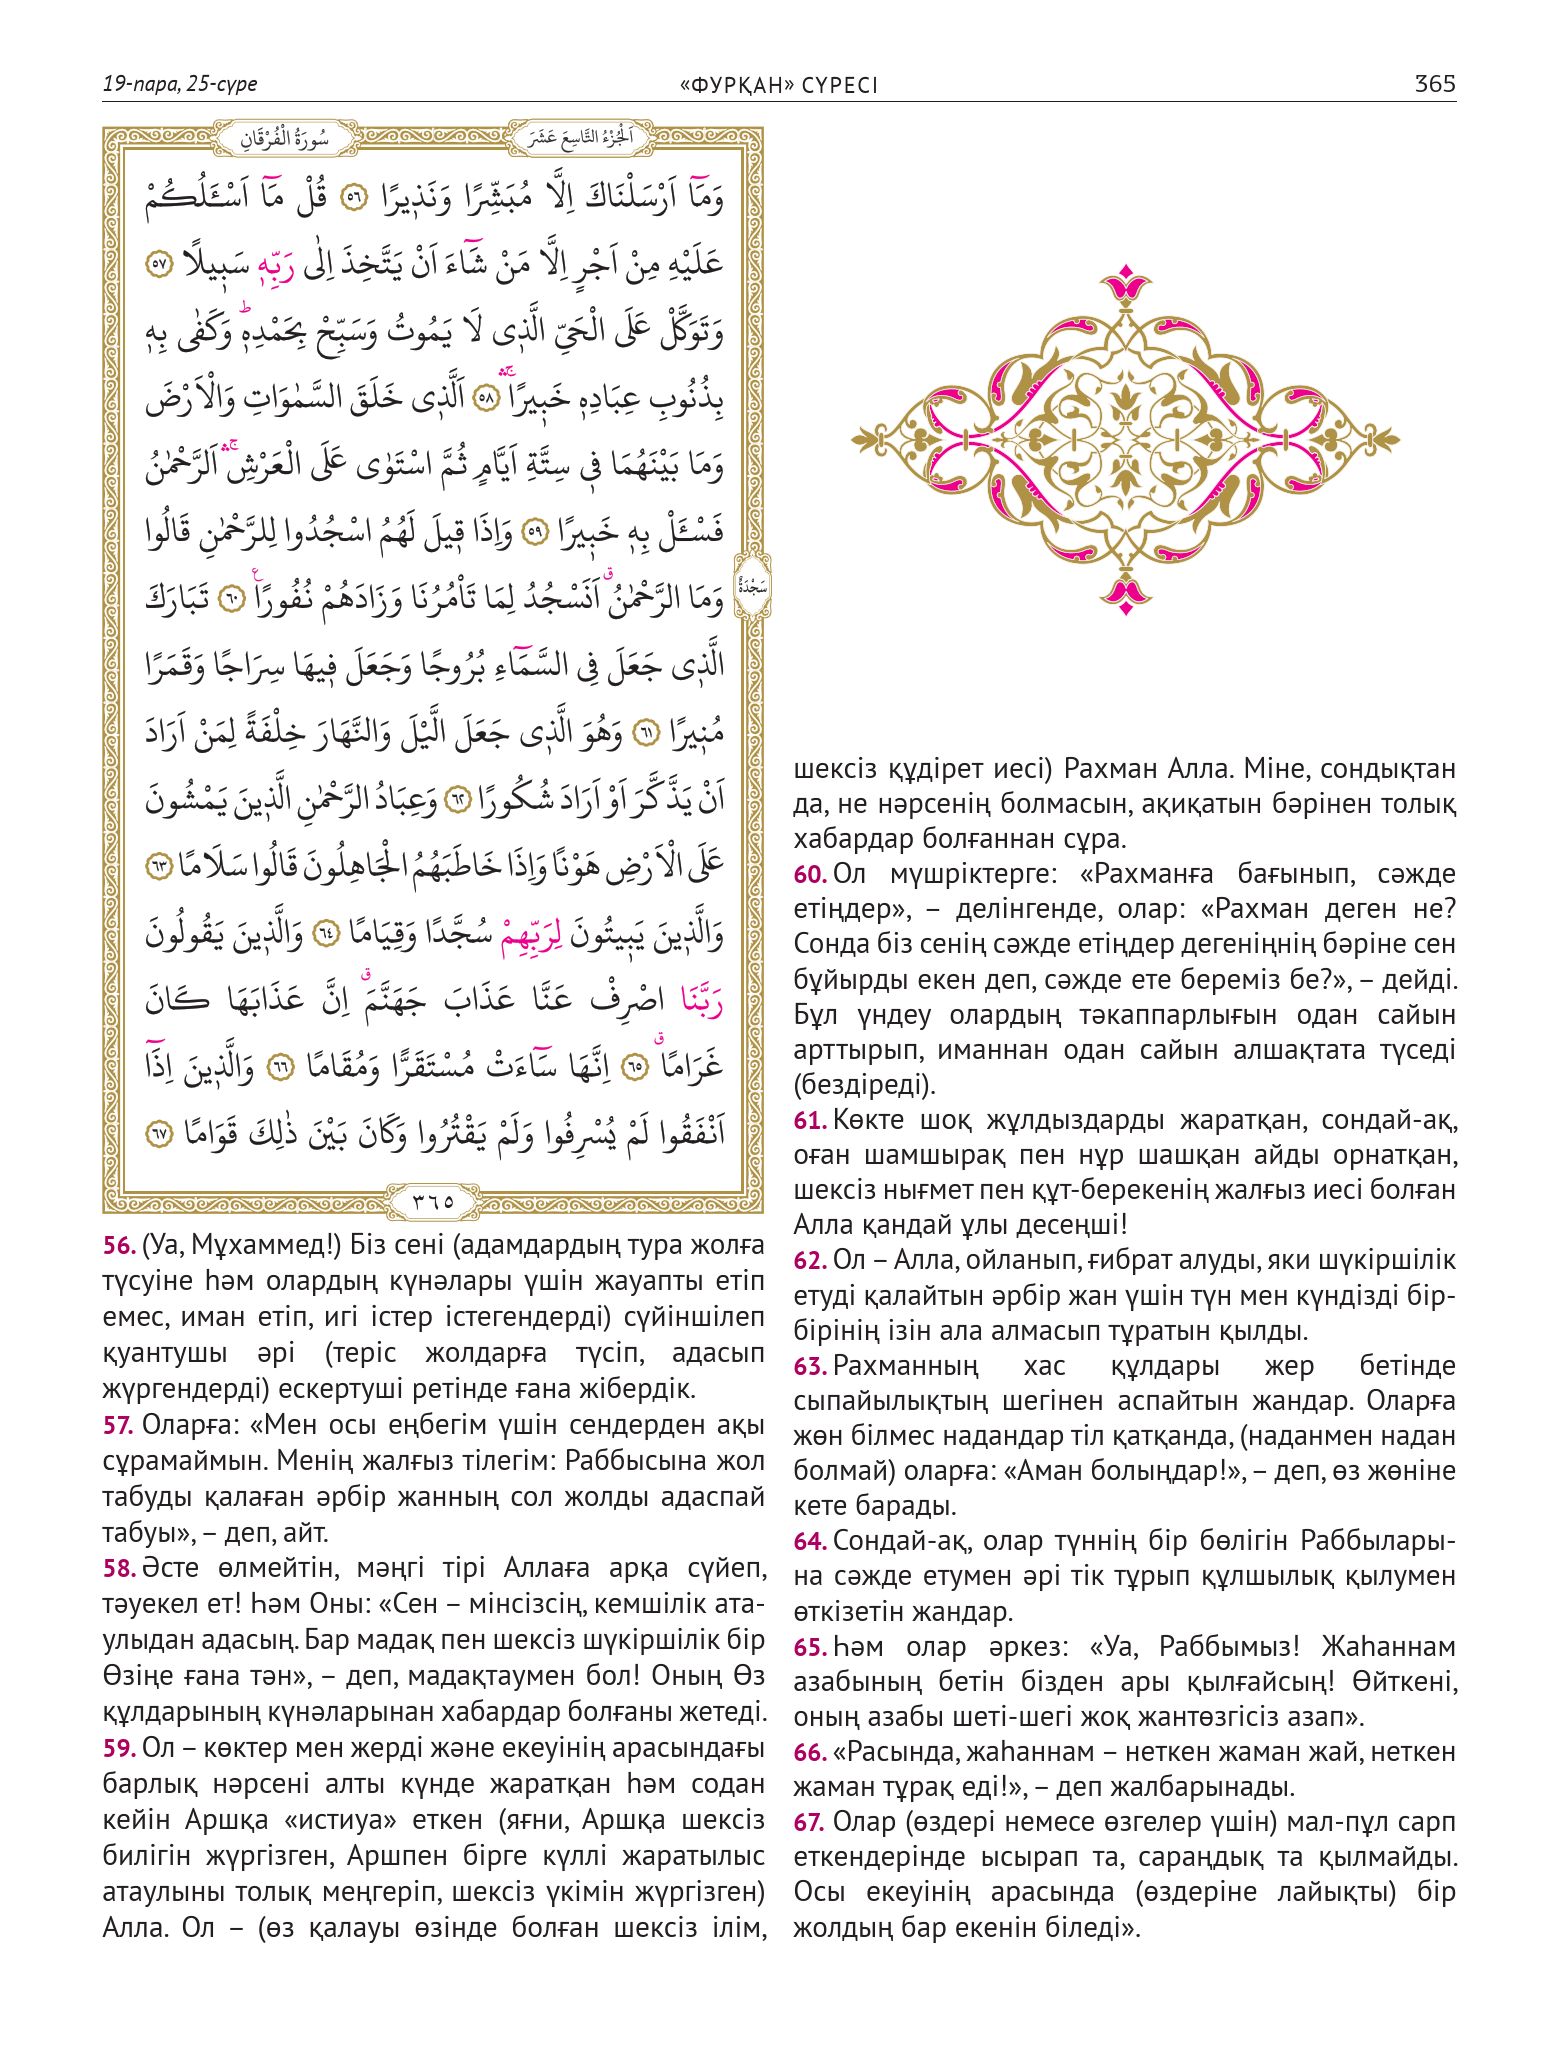 19-пара, 25-сүре
«ФУРҚАН» СҮРЕСІ
365
سُورَةُ الْفُرْقَانِ
اَلْجُزْءُ التَّاسِعَ عَشَرَ
وَمَٓا اَرْسَلْنَاكَ اِلَّا مُبَشِّرًا وَنَذٖيرًا ﴿٥٦﴾ قُلْ مَٓا اَسْـَٔلُكُمْ
عَلَيْهِ مِنْ اَجْرٍ اِلَّا مَنْ شَٓاءَ اَنْ يَتَّخِذَ اِلٰى رَبِّهٖ سَبٖيلًا ﴿٥٧﴾
وَتَوَكَّلْ عَلَى الْحَيِّ الَّذٖى لَا يَمُوتُ وَسَبِّحْ بِحَمْدِهٖؕ وَكَفٰى بِهٖ
بِذُنُوبِ عِبَادِهٖ خَبٖيرًاۚۛ ﴿٥٨﴾ اَلَّذٖى خَلَقَ السَّمٰوَاتِ وَالْاَرْضَ
وَمَا بَيْنَهُمَا فٖى سِتَّةِ اَيَّامٍ ثُمَّ اسْتَوٰى عَلَى الْعَرْشِۚۛ اَلرَّحْمٰنُ
فَسْـَٔلْ بِهٖ خَبٖيرًا ﴿٥٩﴾ وَاِذَا قٖيلَ لَهُمُ اسْجُدُوا لِلرَّحْمٰنِ قَالُوا
وَمَا الرَّحْمٰنُࣗ اَنَسْجُدُ لِمَا تَأْمُرُنَا وَزَادَهُمْ نُفُورًاࣖ ﴿٦٠﴾ تَبَارَكَ
سَجْدَةٌ
الَّذٖى جَعَلَ فِى السَّمَٓاءِ بُرُوجًا وَجَعَلَ فٖيهَا سِرَاجًا وَقَمَرًا
مُنٖيرًا ﴿٦١﴾ وَهُوَ الَّذٖى جَعَلَ الَّيْلَ وَالنَّهَارَ خِلْفَةً لِمَنْ اَرَادَ
اَنْ يَذَّكَّرَ اَوْ اَرَادَ شُكُورًا ﴿٦٢﴾ وَعِبَادُ الرَّحْمٰنِ الَّذٖينَ يَمْشُونَ
عَلَى الْاَرْضِ هَوْنًا وَاِذَا خَاطَبَهُمُ الْجَاهِلُونَ قَالُوا سَلَامًا ﴿٦٣﴾
وَالَّذٖينَ يَبٖيتُونَ لِرَبِّهِمْ سُجَّدًا وَقِيَامًا ﴿٦٤﴾ وَالَّذٖينَ يَقُولُونَ
رَبَّنَا اصْرِفْ عَنَّا عَذَابَ جَهَنَّمَࣗ اِنَّ عَذَابَهَا كَانَ
غَرَامًاࣗ ﴿٦٥﴾ اِنَّهَا سَٓاءَتْ مُسْتَقَرًّا وَمُقَامًا ﴿٦٦﴾ وَالَّذٖينَ اِذَٓا
اَنْفَقُوا لَمْ يُسْرِفُوا وَلَمْ يَقْتُرُوا وَكَانَ بَيْنَ ذٰلِكَ قَوَامًا ﴿٦٧﴾
٣٦٥
56. (Уа, Мұхаммед!) Біз сені (адамдардың тура жолға
түсуіне һәм олардың күнәлары үшін жауапты етіп
емес, иман етіп, игі істер істегендерді) сүйіншілеп
қуантушы әрі (теріс жолдарға түсіп, адасып
жүргендерді) ескертуші ретінде ғана жібердік.
57. Оларға: «Мен осы еңбегім үшін сендерден ақы
сұрамаймын. Менің жалғыз тілегім: Раббысына жол
табуды қалаған әрбір жанның сол жолды адаспай
табуы», – деп, айт.
58. Әсте өлмейтін, мәңгі тірі Аллаға арқа сүйеп,
тәуекел ет! Һәм Оны: «Сен – мінсізсің, кемшілік ата-
улыдан адасың. Бар мадақ пен шексіз шүкіршілік бір
Өзіңе ғана тән», – деп, мадақтаумен бол! Оның Өз
құлдарының күнәларынан хабардар болғаны жетеді.
59. Ол – көктер мен жерді және екеуінің арасындағы
барлық нәрсені алты күнде жаратқан һәм содан
кейін Аршқа «истиуа» еткен (яғни, Аршқа шексіз
билігін жүргізген, Аршпен бірге күллі жаратылыс
атаулыны толық меңгеріп, шексіз үкімін жүргізген)
Алла. Ол – (өз қалауы өзінде болған шексіз ілім,
шексіз құдірет иесі) Рахман Алла. Міне, сондықтан
да, не нәрсенің болмасын, ақиқатын бәрінен толық
хабардар болғаннан сұра.
60. Ол мүшріктерге: «Рахманға бағынып, сәжде
етіңдер», – делінгенде, олар: «Рахман деген не?
Сонда біз сенің сәжде етіңдер дегеніңнің бәріне сен
бұйырды екен деп, сәжде ете береміз бе?», – дейді.
Бұл үндеу олардың тәкаппарлығын одан сайын
арттырып, иманнан одан сайын алшақтата түседі
(бездіреді).
61. Көкте шоқ жұлдыздарды жаратқан, сондай-ақ,
оған шамшырақ пен нұр шашқан айды орнатқан,
шексіз нығмет пен құт-берекенің жалғыз иесі болған
Алла қандай ұлы десеңші!
62. Ол – Алла, ойланып, ғибрат алуды, яки шүкіршілік
етуді қалайтын әрбір жан үшін түн мен күндізді бір-
бірінің ізін ала алмасып тұратын қылды.
63. Рахманның хас құлдары жер бетінде
сыпайылықтың шегінен аспайтын жандар. Оларға
жөн білмес надандар тіл қатқанда, (наданмен надан
болмай) оларға: «Аман болыңдар!», – деп, өз жөніне
кете барады.
64. Сондай-ақ, олар түннің бір бөлігін Раббылары-
на сәжде етумен әрі тік тұрып құлшылық қылумен
өткізетін жандар.
65. Һәм олар әркез: «Уа, Раббымыз! Жаһаннам
азабының бетін бізден ары қылғайсың! Өйткені,
оның азабы шеті-шегі жоқ жантөзгісіз азап».
66. «Расында, жаһаннам – неткен жаман жай, неткен
жаман тұрақ еді!», – деп жалбарынады.
67. Олар (өздері немесе өзгелер үшін) мал-пұл сарп
еткендерінде ысырап та, сараңдық та қылмайды.
Осы екеуінің арасында (өздеріне лайықты) бір
жолдың бар екенін біледі».